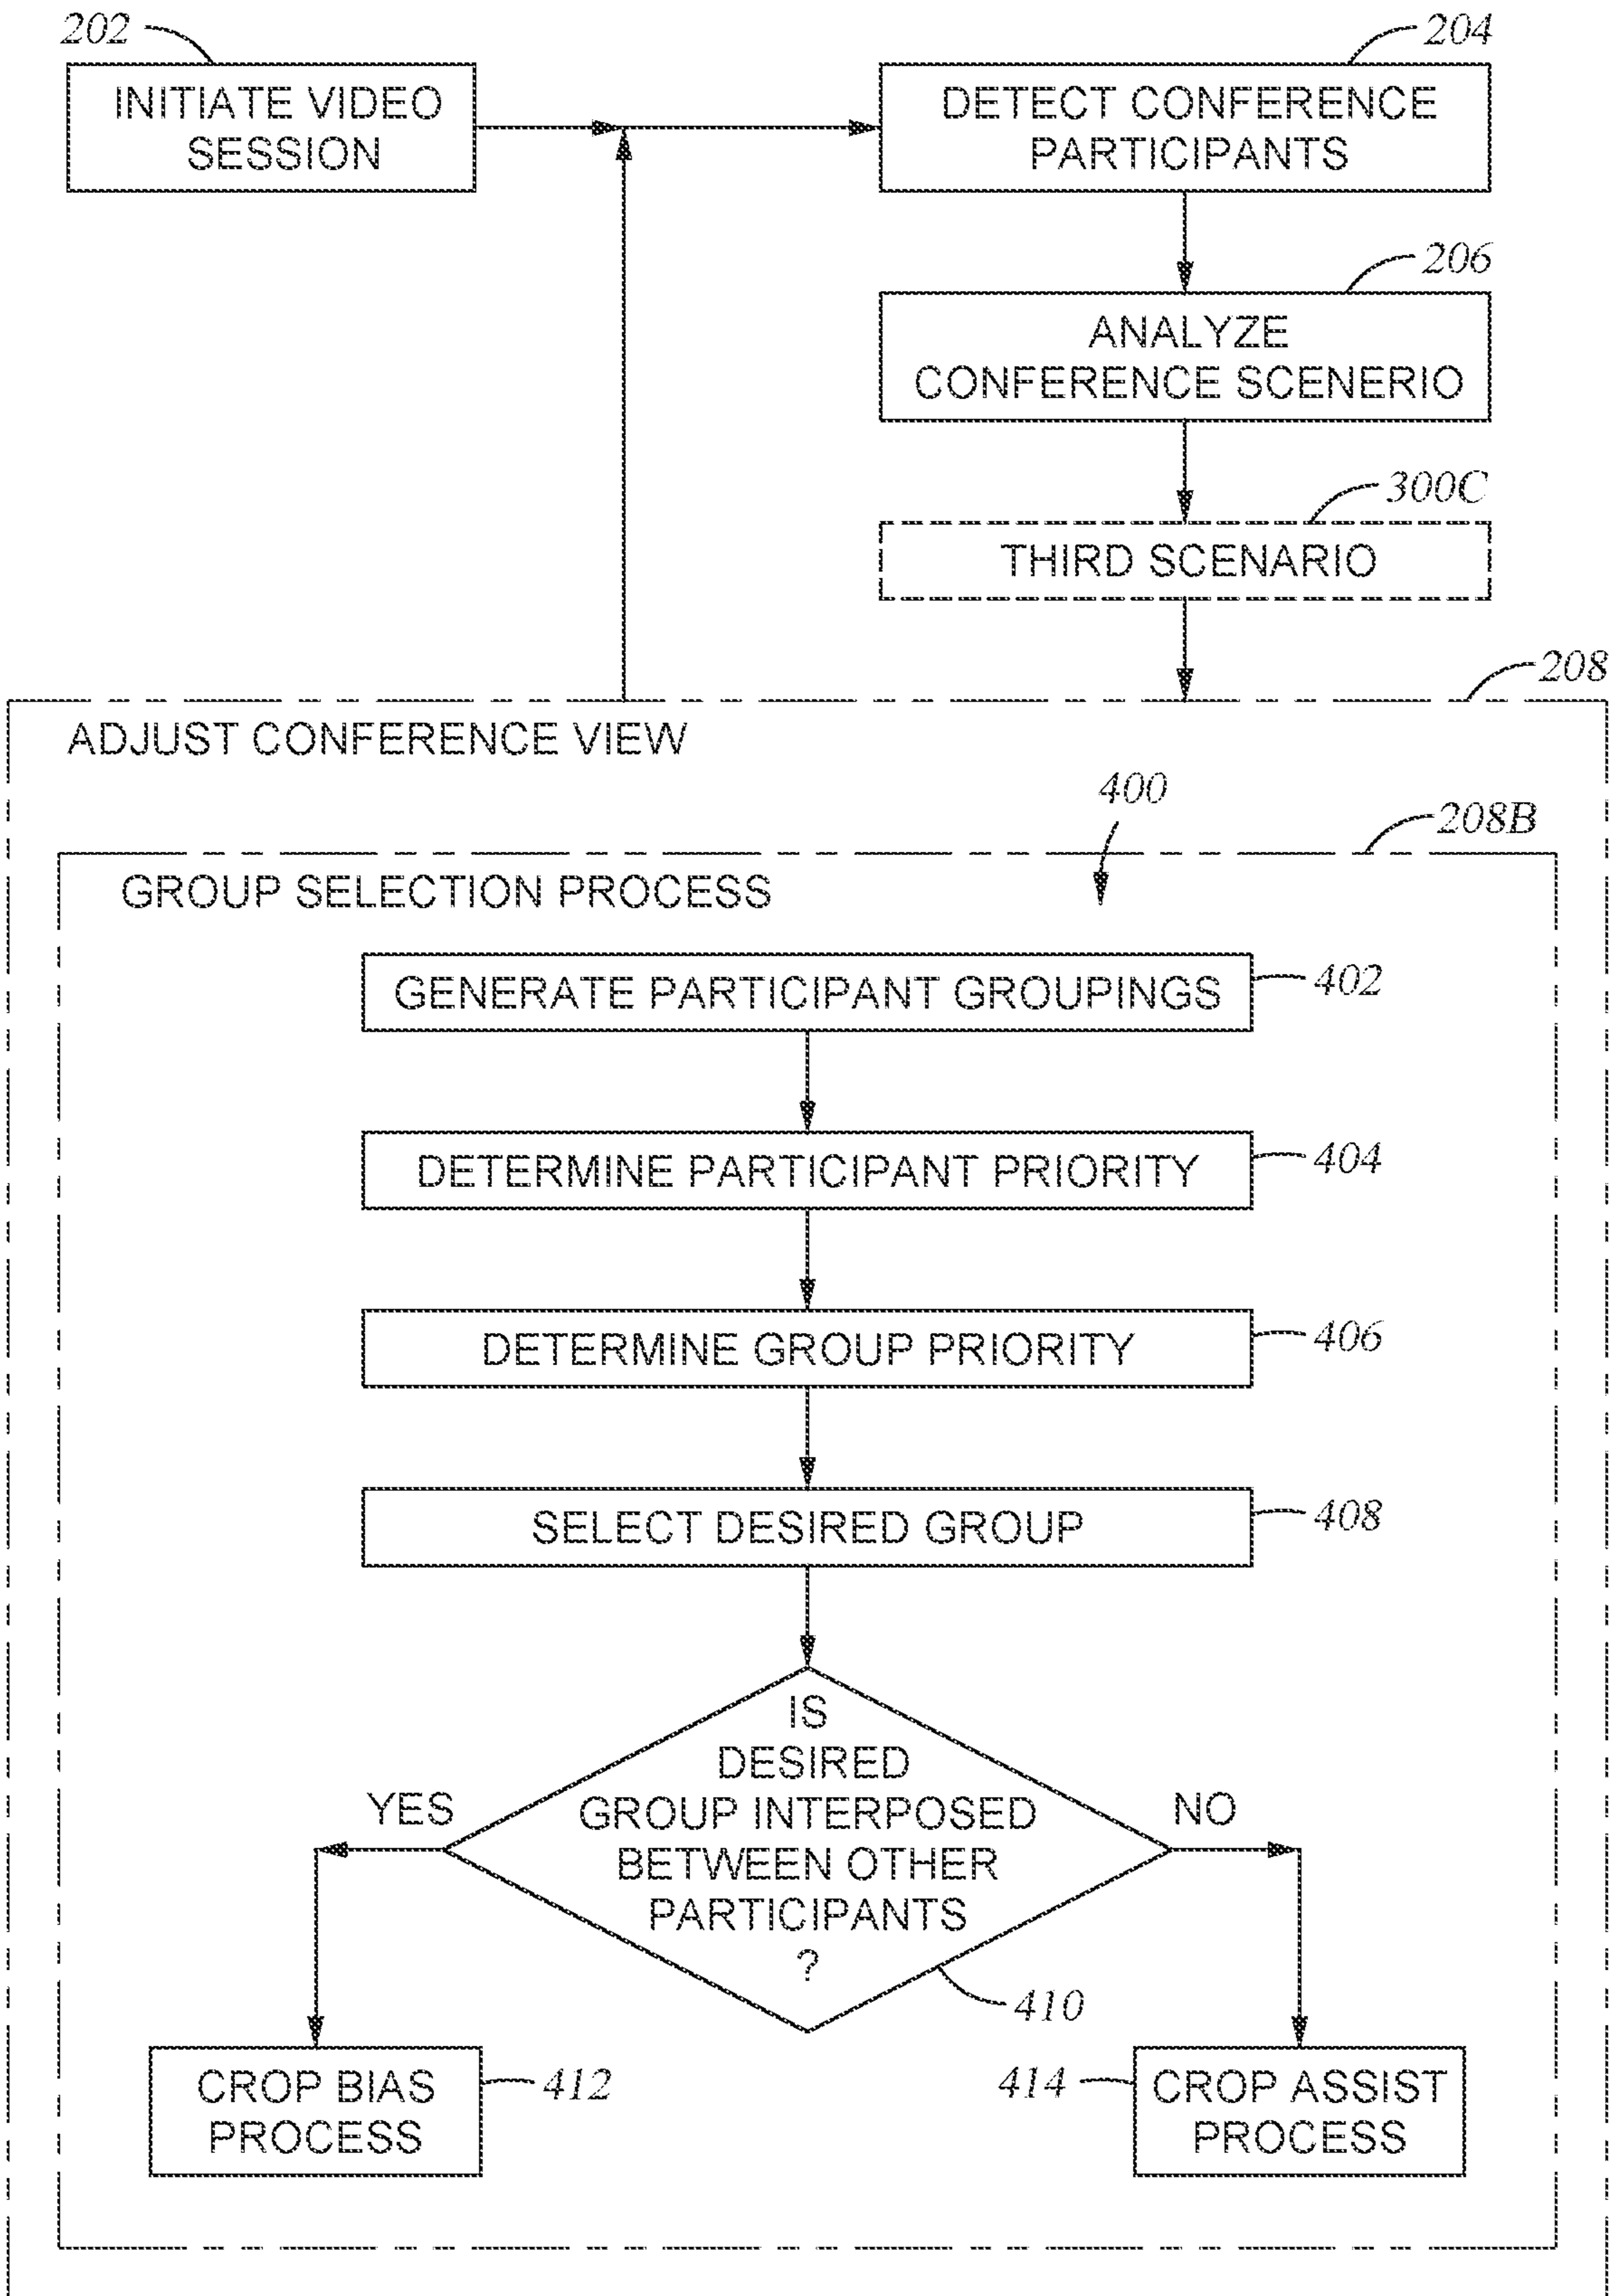 202
INITIATE VIDEO
SESSION
204
DETECT CONFERENCE
PARTICIPANTS
206
ANALYZE
CONFERENCE SCENERIO
300C
THIRD SCENARIO
208
ADJUST CONFERENCE VIEW
400
208B
GROUP SELECTION PROCESS
GENERATE PARTICIPANT GROUPINGS
402
DETERMINE PARTICIPANT PRIORITY
404
DETERMINE GROUP PRIORITY
406
SELECT DESIRED GROUP
408
IS
DESIRED
GROUP INTERPOSED
BETWEEN OTHER
PARTICIPANTS
?
YES
NO
410
CROP BIAS
PROCESS
412
414
CROP ASSIST
PROCESS